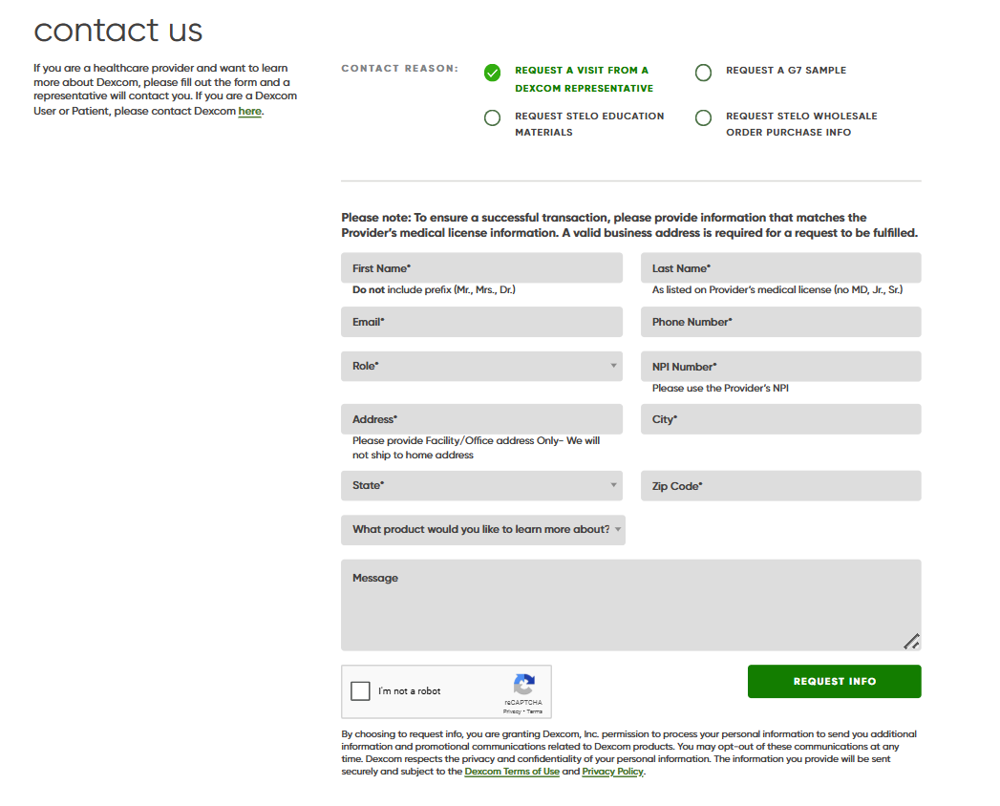 contact us
If you are a healthcare provider and want to learn
more about Dexcom, please fill out the form and a
representative will contact you. If you are a Dexcom
User or Patient, please contact Dexcom here.
CONTACT REASON:
REQUEST A VISIT FROM A
DEXCOM REPRESENTATIVE
REQUEST A G7 SAMPLE
REQUEST STELO EDUCATION
MATERIALS
REQUEST STELO WHOLESALE
ORDER PURCHASE INFO
Please note: To ensure a successful transaction, please provide information that matches the
Provider's medical license information. A valid business address is required for a request to be fulfilled.
First Name*
Do not include prefix (Mr., Mrs., Dr.)
Last Name*
As listed on Provider's medical license (no MD, Jr., Sr.)
Email*
Phone Number*
Role*
NPI Number*
Please use the Provider's NPI
Address*
Please provide Facility/Office address Only- We will
not ship to home address
City*
State*
Zip Code*
What product would you like to learn more about?
Message
I'm not a robot
reCAPTCHA
Privacy • Terms
REQUEST INFO
By choosing to request info, you are granting Dexcom, Inc. permission to process your personal information to send you additional
information and promotional communications related to Dexcom products. You may opt-out of these communications at any
time. Dexcom respects the privacy and confidentiality of your personal information. The information you provide will be sent
securely and subject to the Dexcom Terms of Use and Privacy Policy.